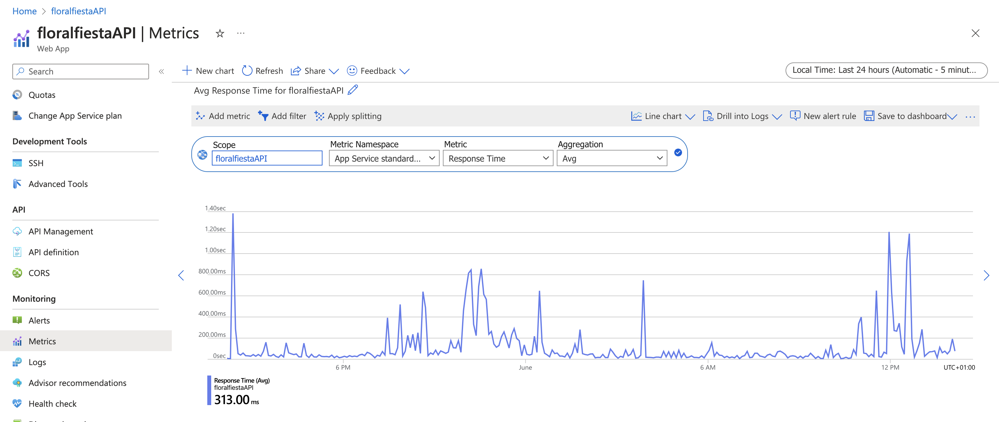 Home > floralfiestaAPI
floralfiestaAPI | Metrics
Web App
Search
Quotas
Change App Service plan
Development Tools
SSH
Advanced Tools
API
API Management
API definition
CORS
Monitoring
Alerts
Metrics
Logs
Advisor recommendations
Health check
New chart Refresh Share Feedback
Local Time: Last 24 hours (Automatic - 5 minut...
Avg Response Time for floralfiestaAPI
Add metric Add filter Apply splitting
Line chart Drill into Logs New alert rule Save to dashboard ...
Scope Metric Namespace Metric Aggregation
floralfiestaAPI App Service standard... Response Time Avg
1.40sec
1.20sec
1.00sec
800.00ms
600.00ms
400.00ms
200.00ms
0sec
6 PM June 6 AM 12 PM UTC+01:00
Response Time (Avg)
floralfiestaAPI
313.00 ms